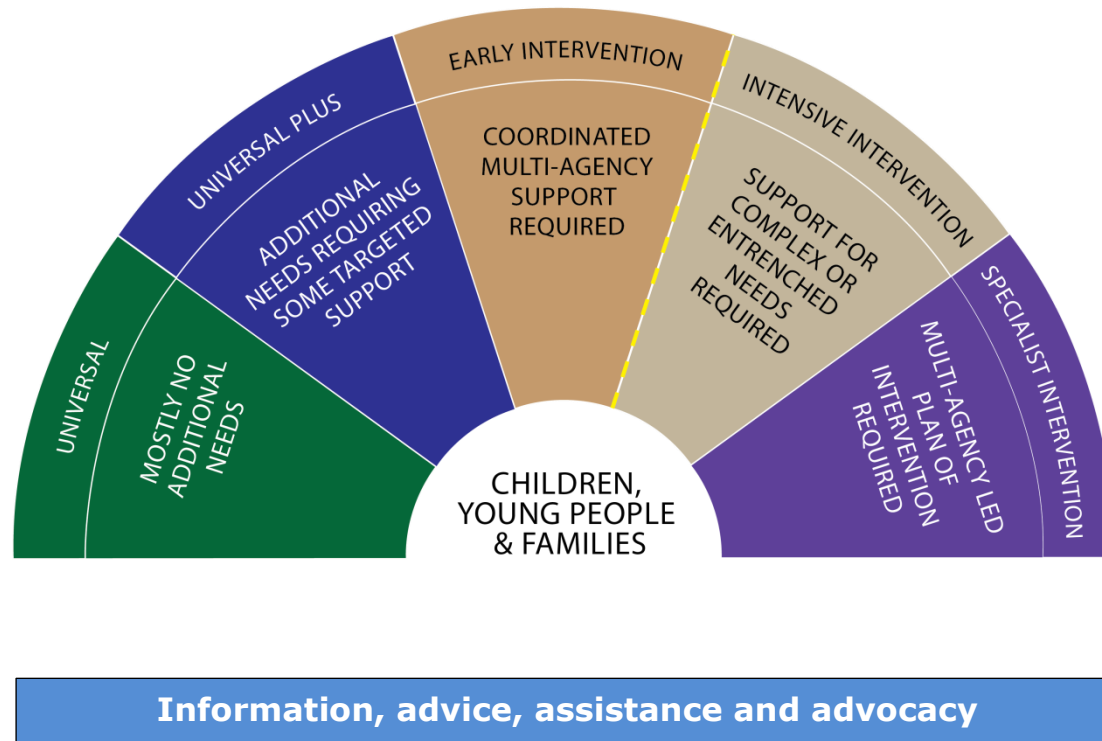 UNIVERSAL
MOSTLY NO
ADDITIONAL
NEEDS
UNIVERSAL PLUS
ADDITIONAL
NEEDS REQUIRING
SOME TARGETED
SUPPORT
EARLY INTERVENTION
COORDINATED
MULTI-AGENCY
SUPPORT
REQUIRED
INTENSIVE INTERVENTION
SUPPORT FOR
COMPLEX OR
ENTRENCHED
NEEDS
REQUIRED
SPECIALIST INTERVENTION
MULTI-AGENCY LED
PLAN OF
INTERVENTION
REQUIRED
CHILDREN,
YOUNG PEOPLE
& FAMILIES
Information, advice, assistance and advocacy